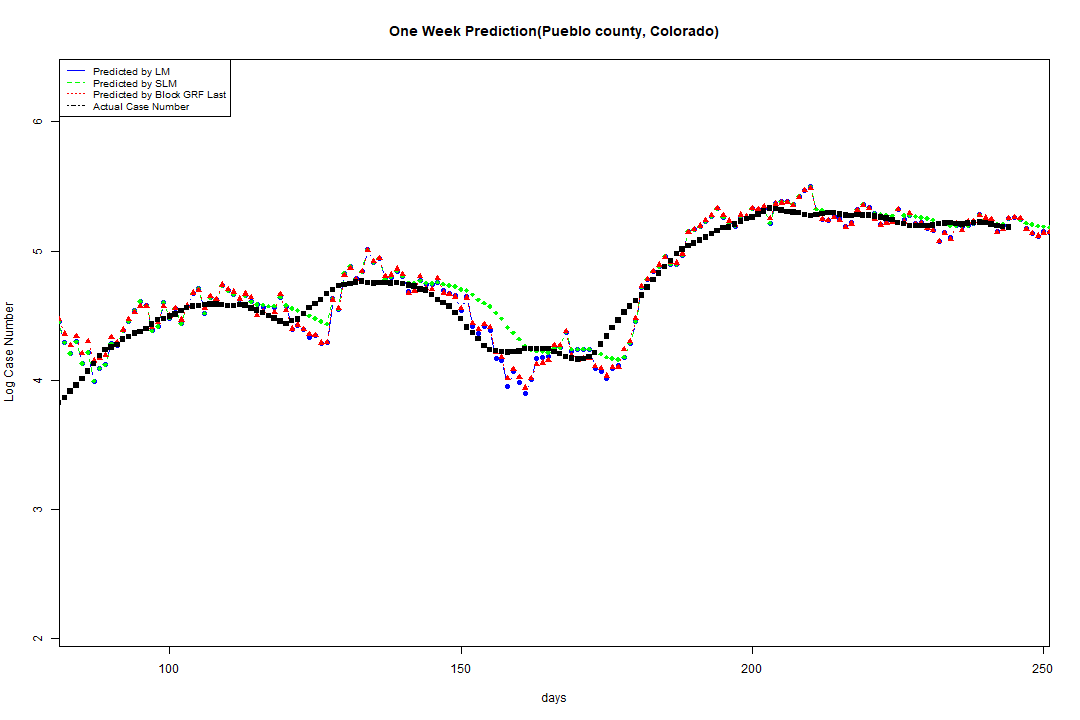 One Week Prediction(Pueblo county, Colorado)
Predicted by LM
Predicted by SLM
Predicted by Block GRF Last
Actual Case Number
6
5
4
3
2
Log Case Number
100 150 200 250
days